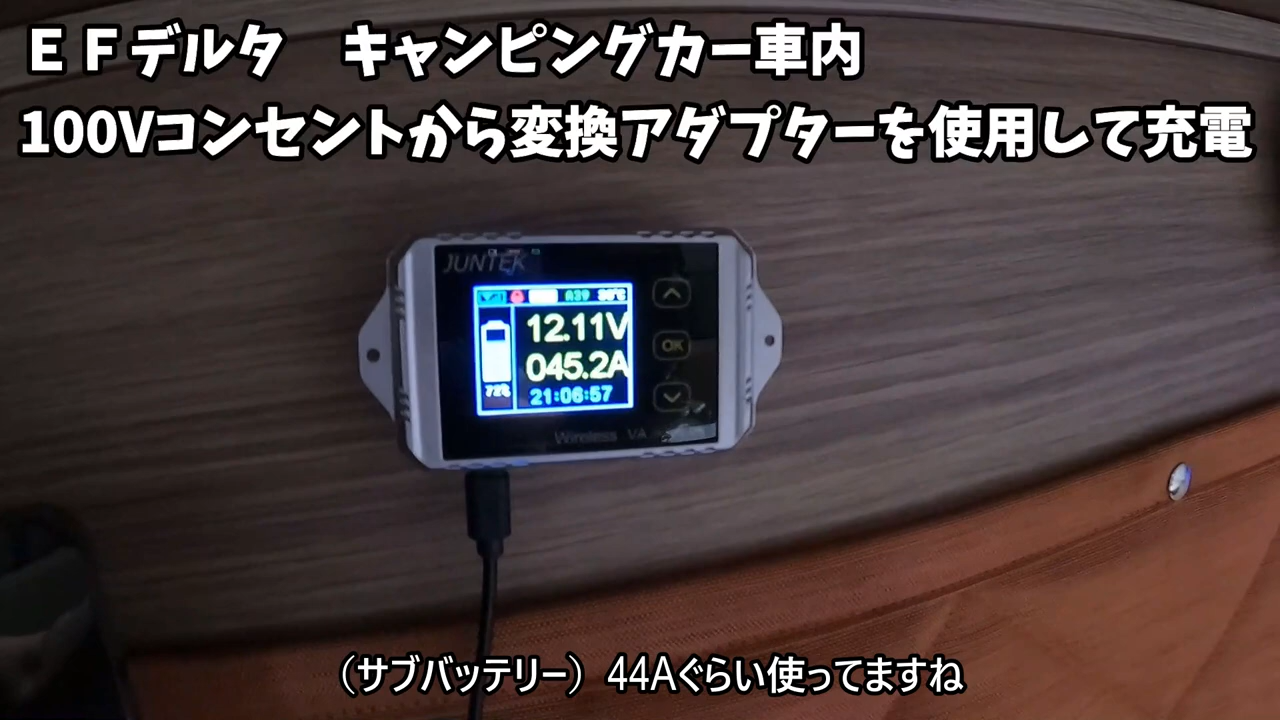 ＥＦデルタ　キャンピングカー車内
100Vコンセントから変換アダプターを使用して充電
JUNTEK
A39
12.11V
OK
045.2A
72%
21:06:57
Wireless VA
（サブバッテリー）44Aぐらい使ってますね